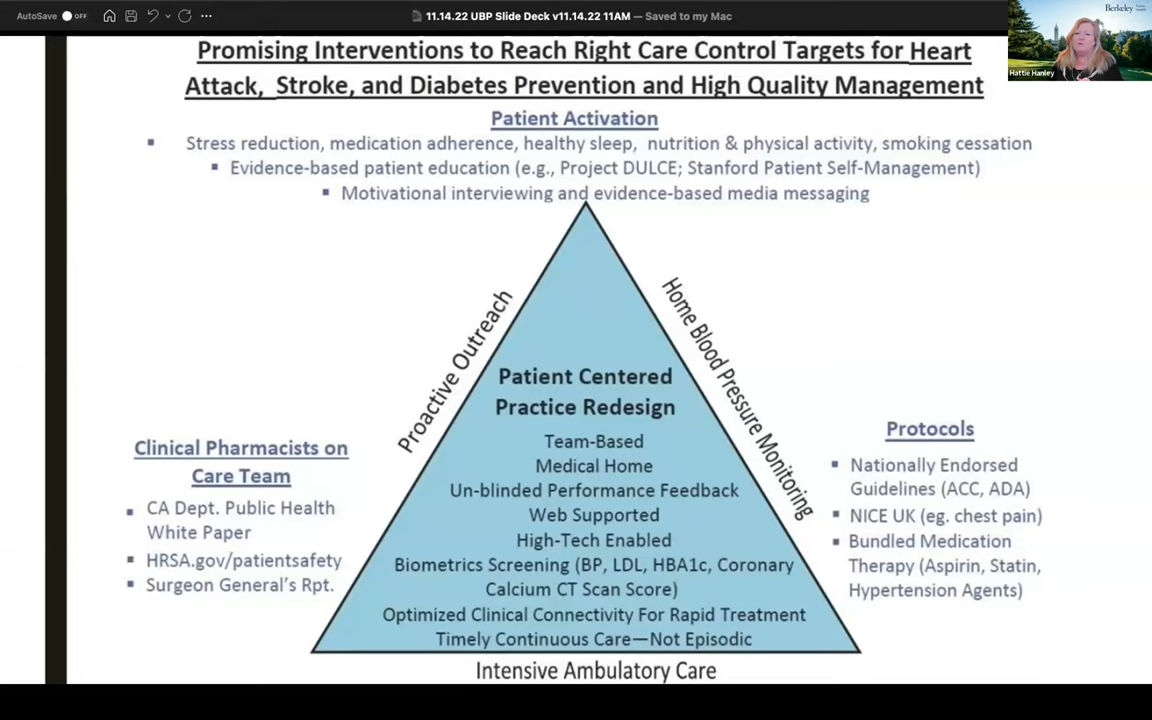 AutoSave OFF
11.14.22 UBP Slide Deck v11.14.22 11AM — Saved to my Mac
Berkeley
Hattie Hanley
Promising Interventions to Reach Right Care Control Targets for Heart
Attack, Stroke, and Diabetes Prevention and High Quality Management
Patient Activation
▪ Stress reduction, medication adherence, healthy sleep, nutrition & physical activity, smoking cessation
▪ Evidence-based patient education (e.g., Project DULCE; Stanford Patient Self-Management)
▪ Motivational interviewing and evidence-based media messaging
Proactive Outreach
Home Blood Pressure Monitoring
Patient Centered
Practice Redesign
Team-Based
Medical Home
Un-blinded Performance Feedback
Web Supported
High-Tech Enabled
Biometrics Screening (BP, LDL, HBA1c, Coronary
Calcium CT Scan Score)
Optimized Clinical Connectivity For Rapid Treatment
Timely Continuous Care—Not Episodic
Clinical Pharmacists on
Care Team
▪ CA Dept. Public Health
White Paper
▪ HRSA.gov/patientsafety
▪ Surgeon General's Rpt.
Protocols
▪ Nationally Endorsed
Guidelines (ACC, ADA)
▪ NICE UK (eg. chest pain)
▪ Bundled Medication
Therapy (Aspirin, Statin,
Hypertension Agents)
Intensive Ambulatory Care